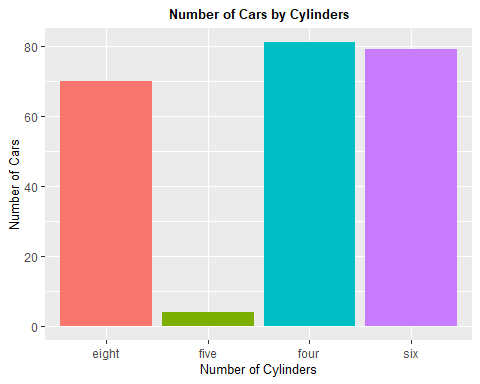 Number of Cars by Cylinders
Number of Cars
80
60
40
20
0
eight five four six
Number of Cylinders